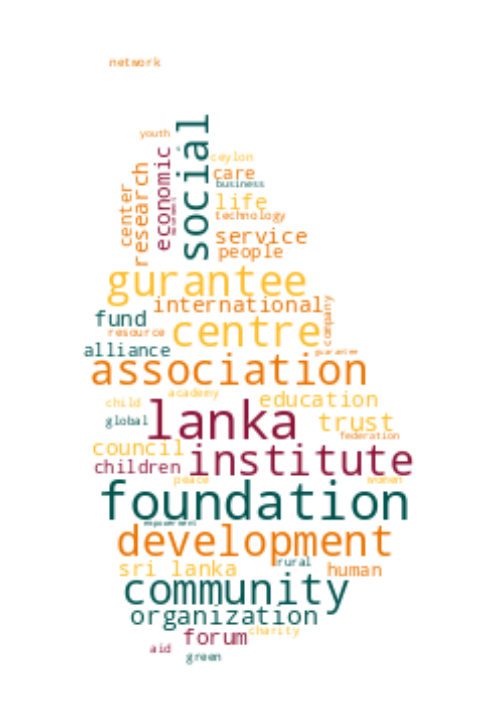 network
youth
social
ceylon
economic
care
research
business
center
life
technology
service
people
gurantee
international
fund
centre
company
resource
alliance
guarantee
association
academy
education
child
lanka
trust
global
federation
council
institute
children
peace
women
foundation
empowerment
development
rural
sri lanka
human
community
organization
charity
forum
aid
green